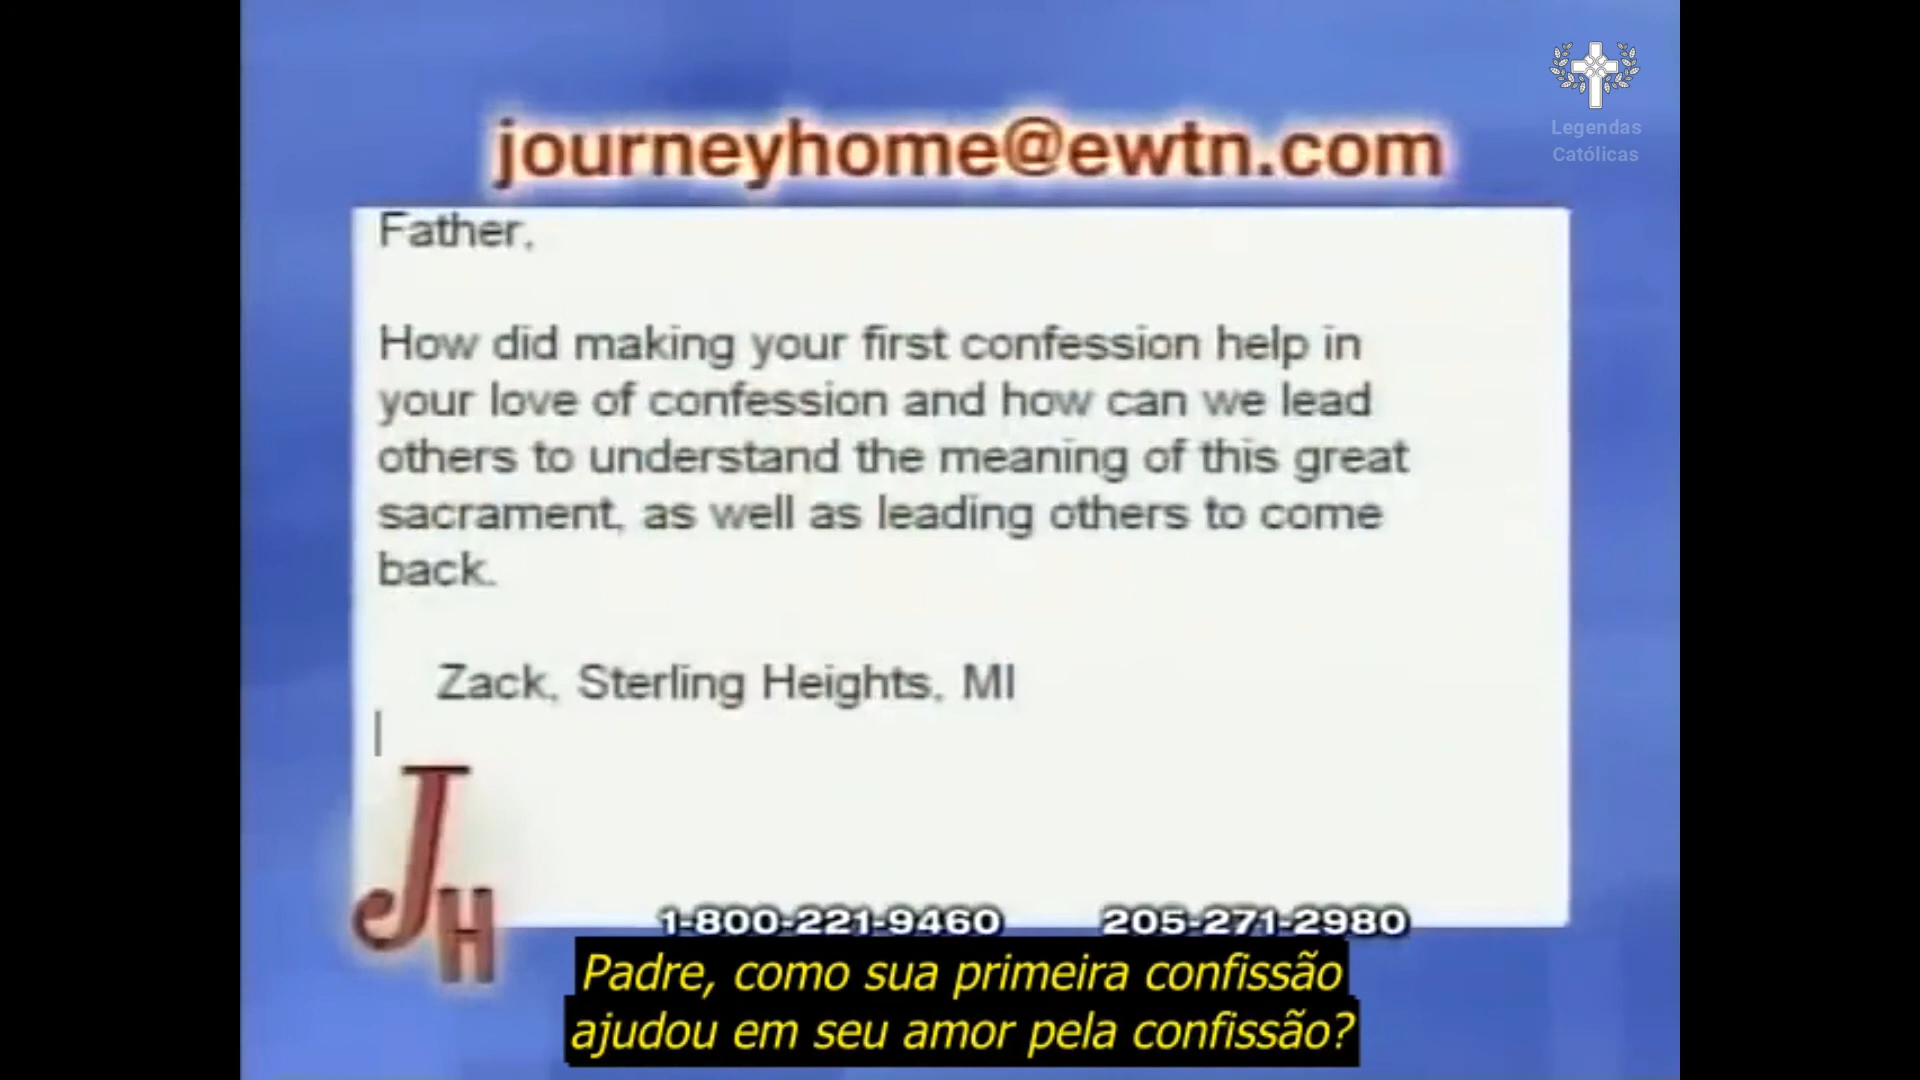 Legendas
Católicas
journeyhome@ewtn.com
Father,
How did making your first confession help in
your love of confession and how can we lead
others to understand the meaning of this great
sacrament, as well as leading others to come
back.
Zack, Sterling Heights, MI
JH
1-800-221-9460 205-271-2980
Padre, como sua primeira confissão
ajudou em seu amor pela confissão?